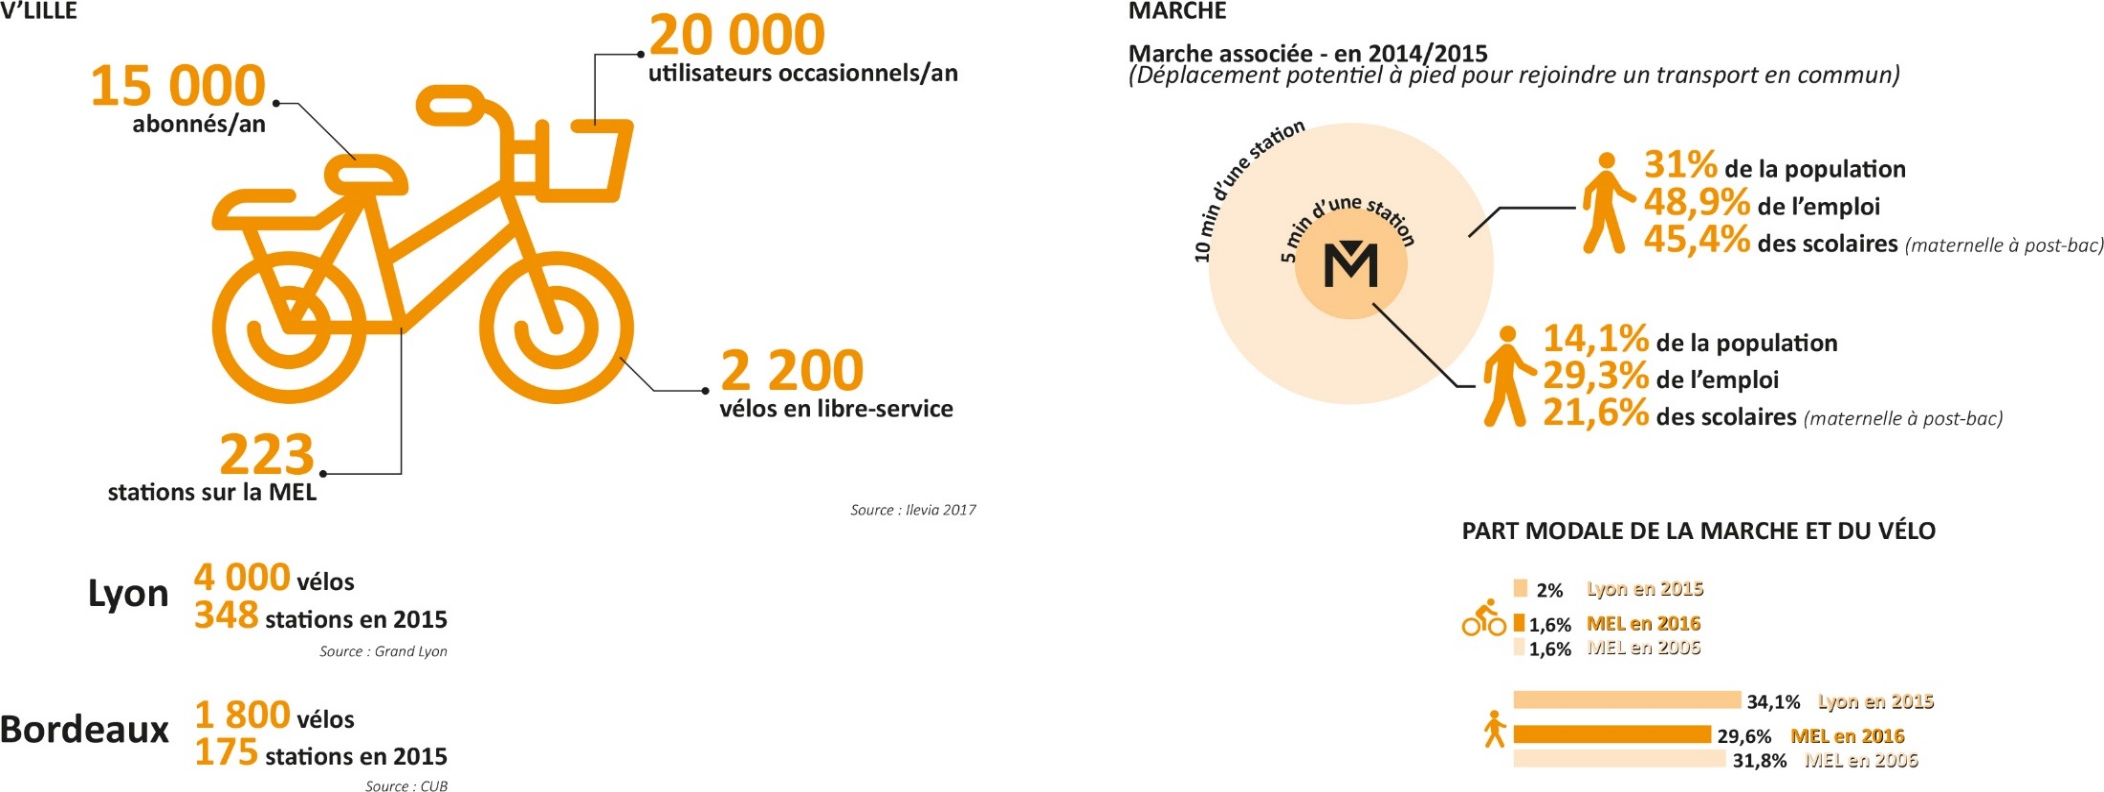 V'LILLE
20 000
utilisateurs occasionnels/an
15 000
abonnés/an
2 200
vélos en libre-service
223
stations sur la MEL
Source : Ilevia 2017
Lyon
4 000 vélos
348 stations en 2015
Source : Grand Lyon
Bordeaux
1 800 vélos
175 stations en 2015
Source : CUB
MARCHE
Marche associée - en 2014/2015
(Déplacement potentiel à pied pour rejoindre un transport en commun)
10 min d'une station
5 min d'une station
M
31% de la population
48,9% de l'emploi
45,4% des scolaires (maternelle à post-bac)
14,1% de la population
29,3% de l'emploi
21,6% des scolaires (maternelle à post-bac)
PART MODALE DE LA MARCHE ET DU VÉLO
2% Lyon en 2015
1,6% MEL en 2016
1,6% MEL en 2006
34,1% Lyon en 2015
29,6% MEL en 2016
31,8% MEL en 2006